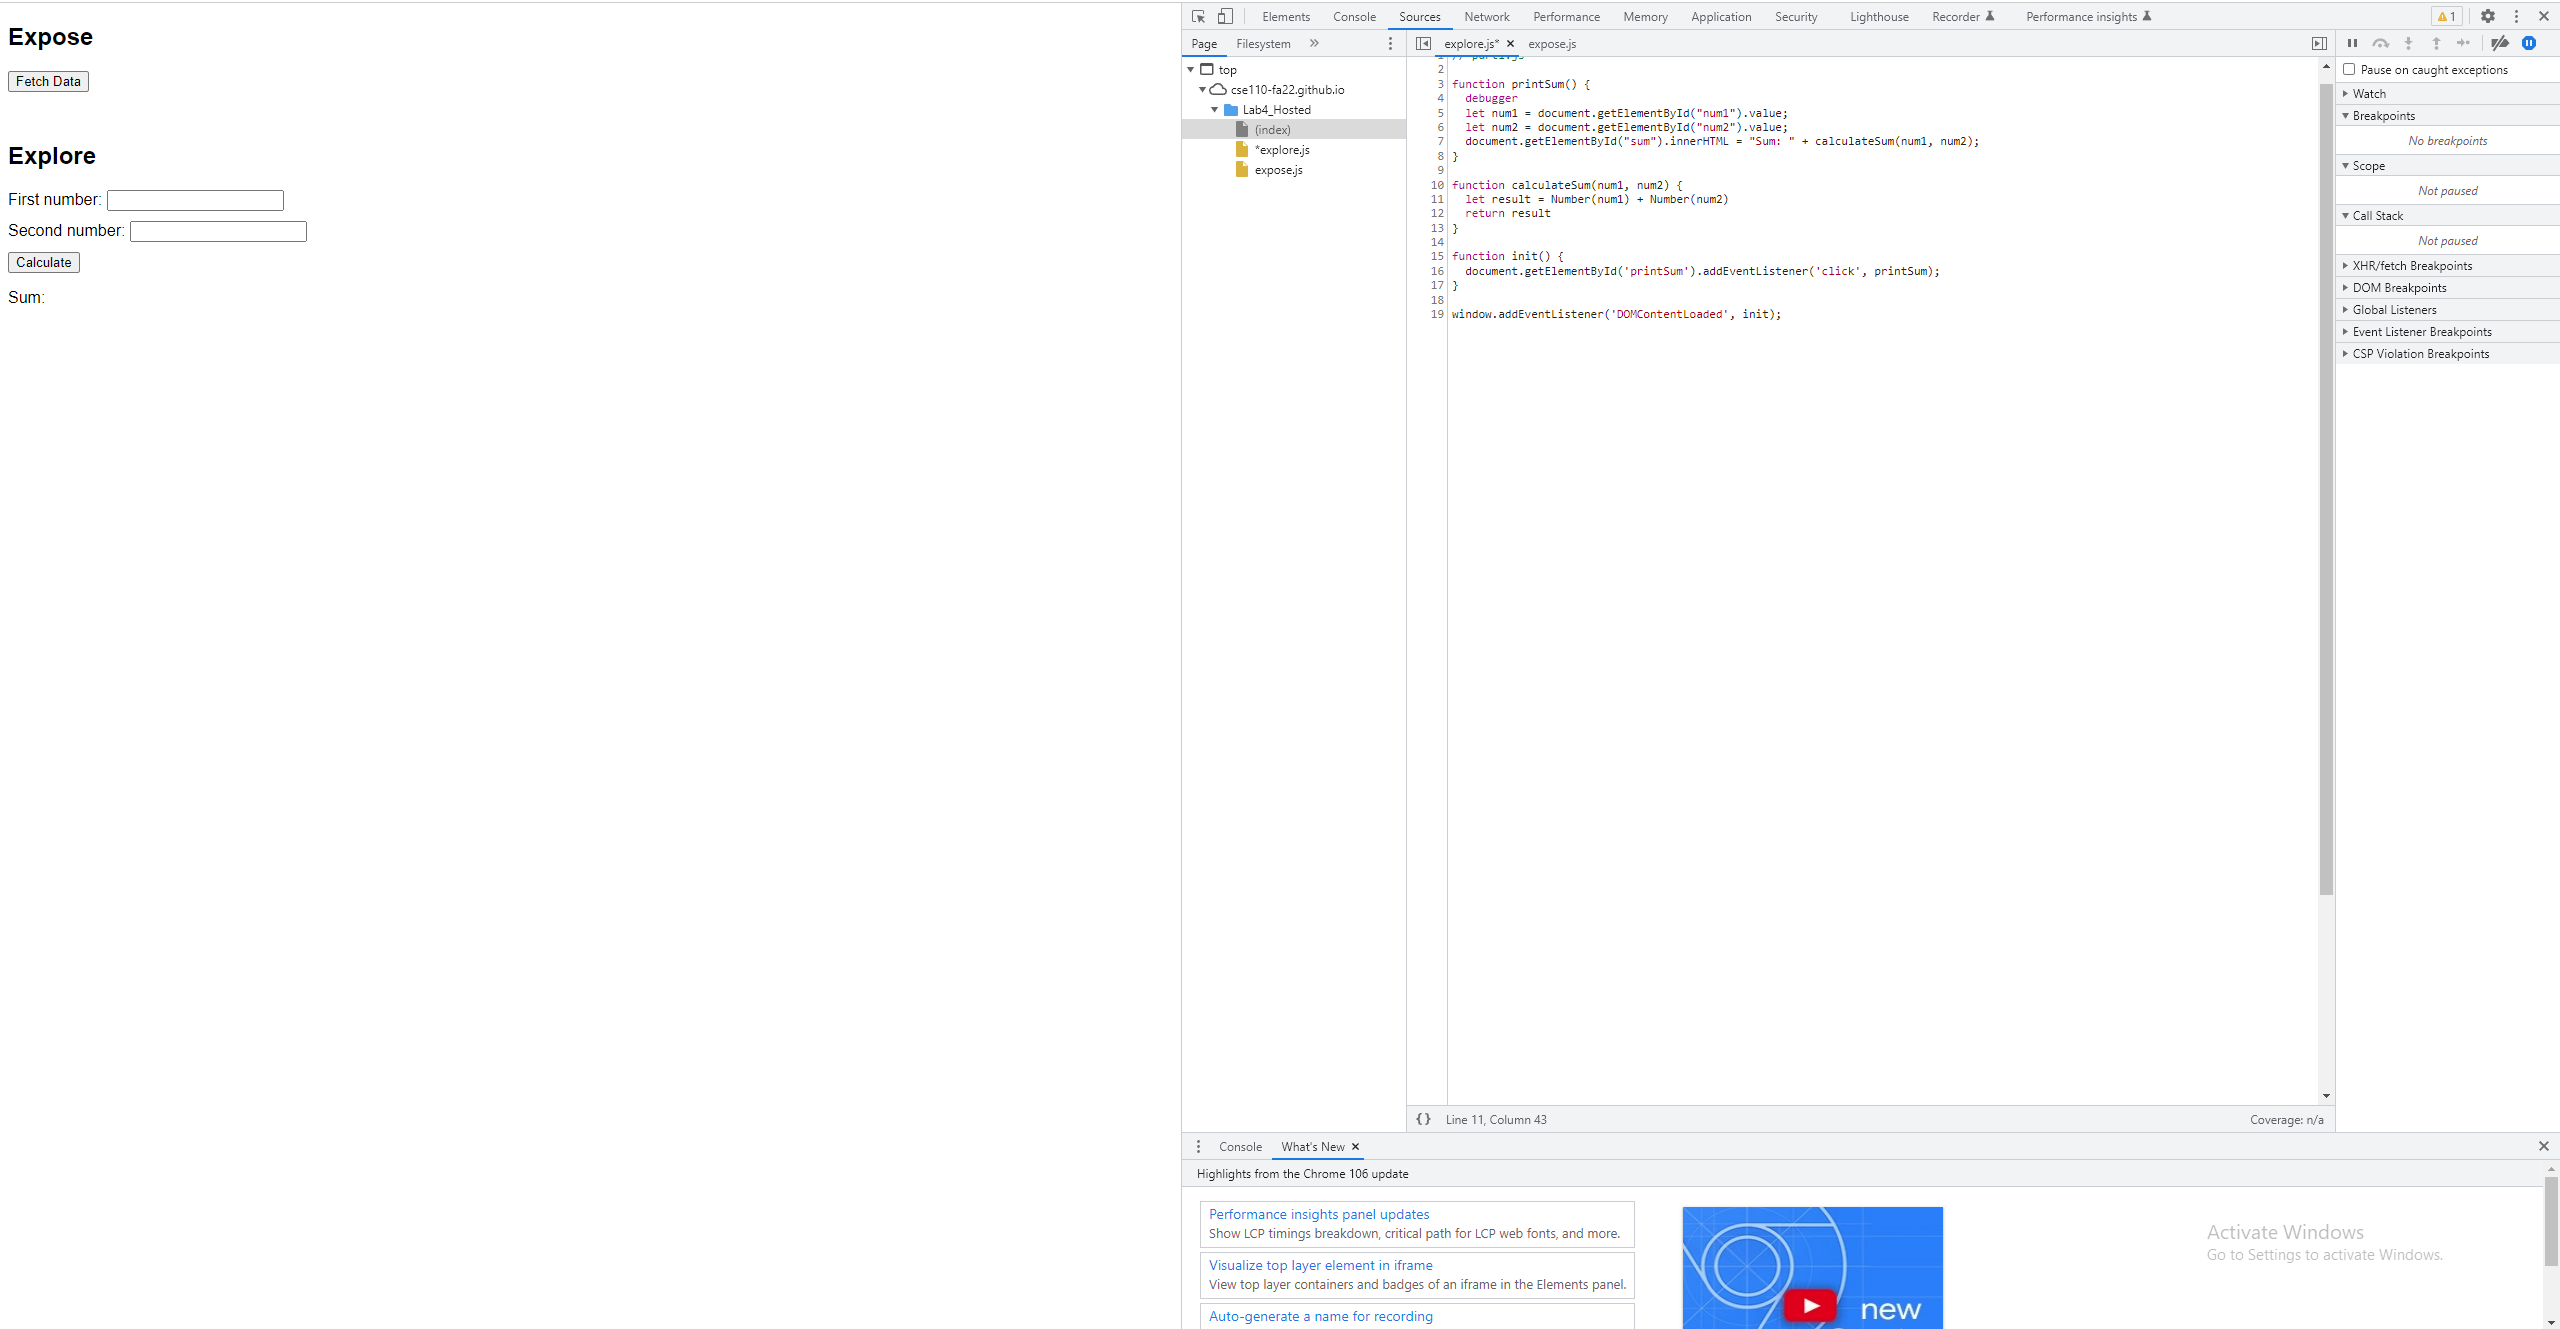 Expose
Fetch Data
Explore
First number:
Second number:
Calculate
Sum:
Elements Console Sources Network Performance Memory Application Security Lighthouse Recorder Performance insights 1
Page Filesystem »
explore.js* × expose.js
top
cse110-fa22.github.io
Lab4_Hosted
(index)
*explore.js
expose.js
1 // part1.js
2
3 function printSum() {
4 debugger
5 let num1 = document.getElementById("num1").value;
6 let num2 = document.getElementById("num2").value;
7 document.getElementById("sum").innerHTML = "Sum: " + calculateSum(num1, num2);
8 }
9
10 function calculateSum(num1, num2) {
11 let result = Number(num1) + Number(num2)
12 return result
13 }
14
15 function init() {
16 document.getElementById('printSum').addEventListener('click', printSum);
17 }
18
19 window.addEventListener('DOMContentLoaded', init);
{} Line 11, Column 43
Coverage: n/a
Pause on caught exceptions
Watch
Breakpoints
No breakpoints
Scope
Not paused
Call Stack
Not paused
XHR/fetch Breakpoints
DOM Breakpoints
Global Listeners
Event Listener Breakpoints
CSP Violation Breakpoints
Console What's New ×
Highlights from the Chrome 106 update
Performance insights panel updates
Show LCP timings breakdown, critical path for LCP web fonts, and more.
Visualize top layer element in iframe
View top layer containers and badges of an iframe in the Elements panel.
Auto-generate a name for recording
new
Activate Windows
Go to Settings to activate Windows.